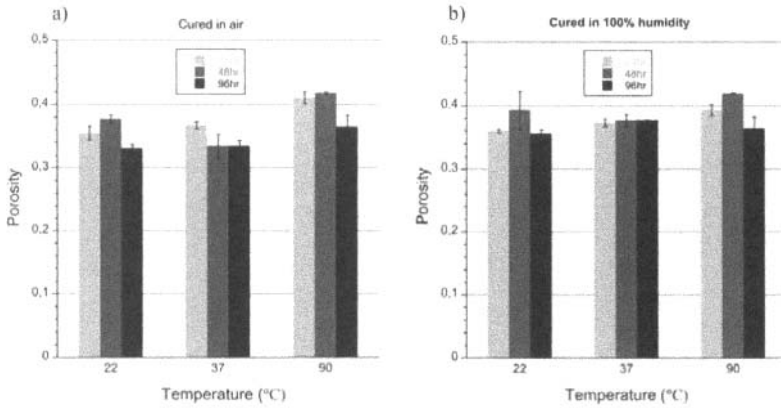 a)
Cured in air
0,5
0,4
0,3
0,2
0,1
0
48hr
96hr
22
37
90
Porosity
Temperature (°C)
b)
Cured in 100% humidity
0.5
0.4
0.3
0.2
0.1
0
48hr
96hr
22
37
90
Porosity
Temperature (°C)